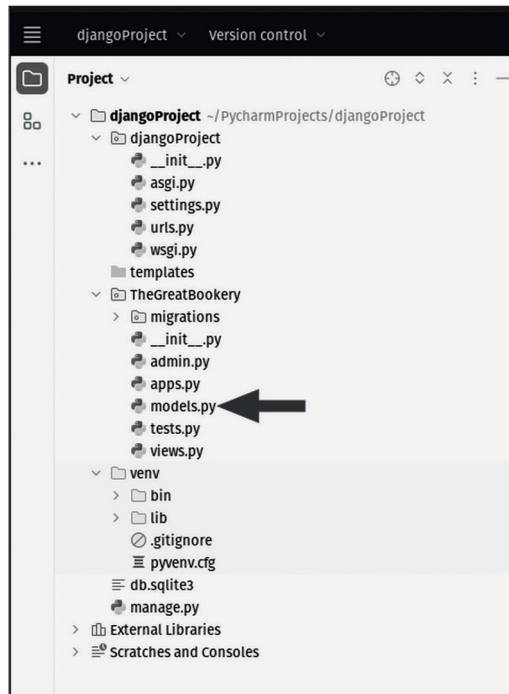 djangoProject Version control
Project
djangoProject ~/PycharmProjects/djangoProject
djangoProject
__init__.py
asgi.py
settings.py
urls.py
wsgi.py
templates
TheGreatBookery
migrations
__init__.py
admin.py
apps.py
models.py
tests.py
views.py
venv
bin
lib
.gitignore
pyvenv.cfg
db.sqlite3
manage.py
External Libraries
Scratches and Consoles